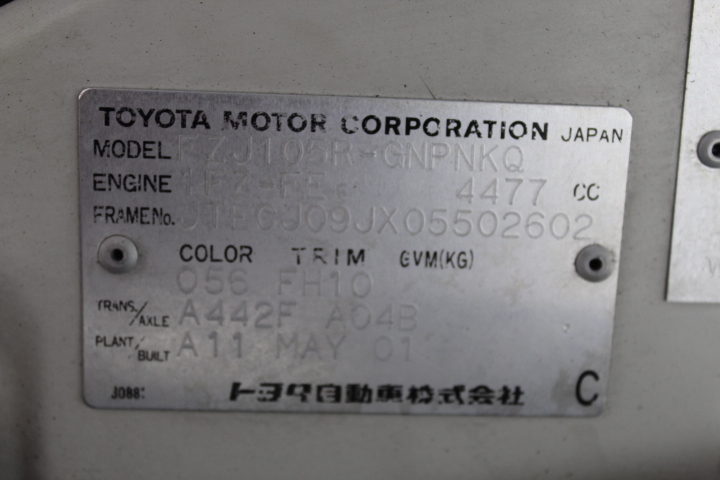 TOYOTA MOTOR CORPORATION JAPAN
MODEL FZJ105R-GNPNKQ
ENGINE 1FZ-FE 4477 CC
FRAME No. JTEGJ09JX05502602
COLOR TRIM GVM(KG)
056 FH10
TRANS/AXLE A442F A04B
PLANT/BUILT A11 MAY 01
トヨタ自動車株式会社 C